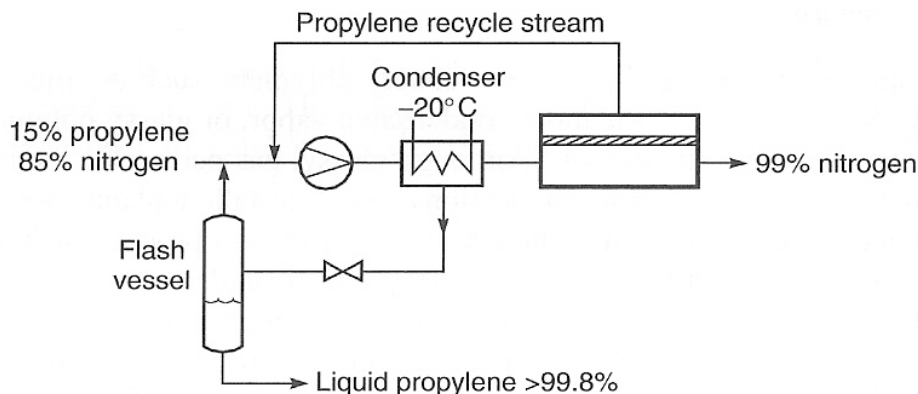 Propylene recycle stream
Condenser
–20°C
15% propylene
85% nitrogen
99% nitrogen
Flash
vessel
Liquid propylene >99.8%